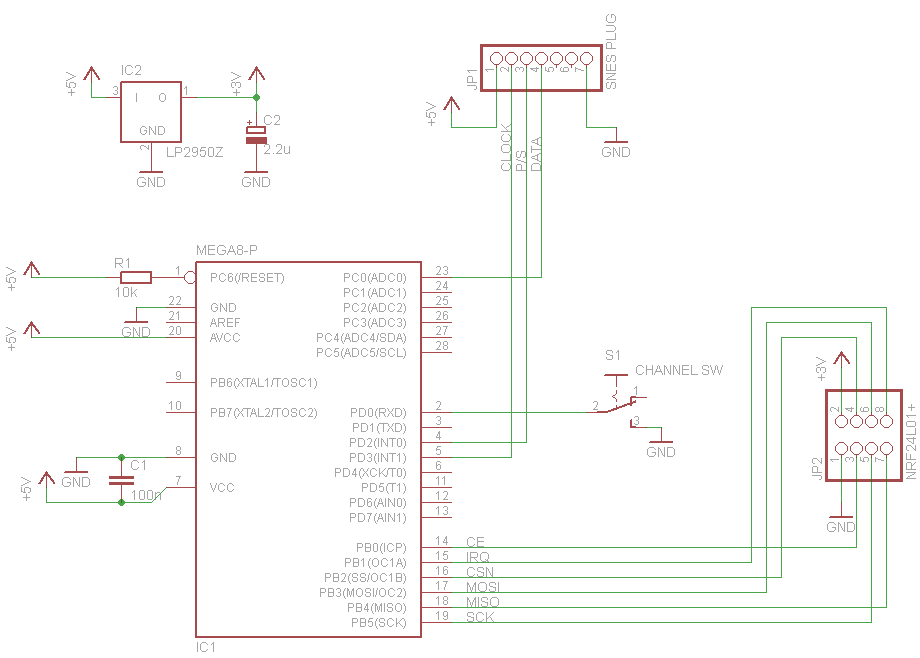 SNES PLUG
JP1
1 2 3 4 5 6 7
+5V
CLOCK
P/S
DATA
GND
IC2
+5V
3
I O
1
+3V
GND
2
LP2950Z
GND
+
C2
2.2u
GND
MEGA8-P
+5V
R1
10k
1 PC6(/RESET)
22 GND
GND
21 AREF
+5V
20 AVCC
9 PB6(XTAL1/TOSC1)
10 PB7(XTAL2/TOSC2)
8 GND
GND
C1
100n
+5V
7 VCC
PC0(ADC0) 23
PC1(ADC1) 24
PC2(ADC2) 25
PC3(ADC3) 26
PC4(ADC4/SDA) 27
PC5(ADC5/SCL) 28
PD0(RXD) 2
PD1(TXD) 3
PD2(INT0) 4
PD3(INT1) 5
PD4(XCK/T0) 6
PD5(T1) 11
PD6(AIN0) 12
PD7(AIN1) 13
PB0(ICP) 14 CE
PB1(OC1A) 15 IRQ
PB2(SS/OC1B) 16 CSN
PB3(MOSI/OC2) 17 MOSI
PB4(MISO) 18 MISO
PB5(SCK) 19 SCK
IC1
S1
CHANNEL SW
1
2
3
GND
+3V
2 4 6 8
1 3 5 7
JP2
NRF24L01+
GND